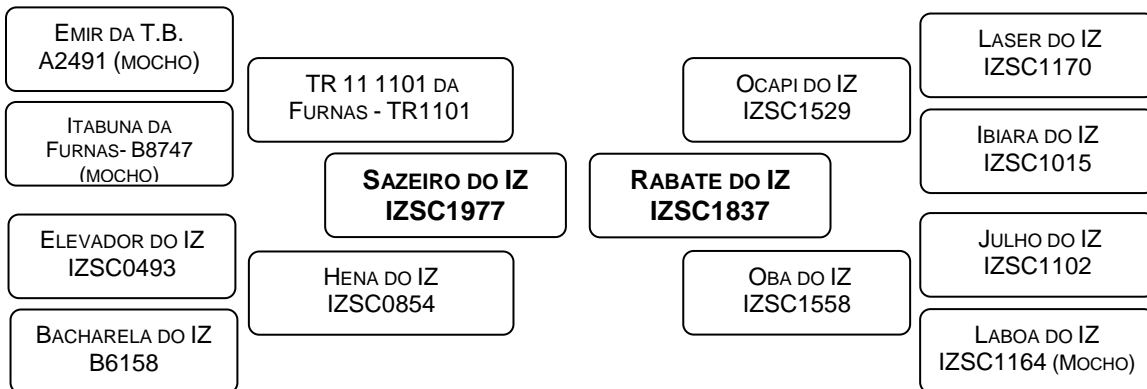 EMIR DA T.B.
A2491 (MOCHO)
ITABUNA DA
FURNAS- B8747
(MOCHO)
TR 11 1101 DA
FURNAS - TR1101
SAZEIRO DO IZ
IZSC1977
ELEVADOR DO IZ
IZSC0493
HENA DO IZ
IZSC0854
BACHARELA DO IZ
B6158
OCAPI DO IZ
IZSC1529
LASER DO IZ
IZSC1170
IBIARA DO IZ
IZSC1015
RABATE DO IZ
IZSC1837
OBA DO IZ
IZSC1558
JULHO DO IZ
IZSC1102
LABOA DO IZ
IZSC1164 (MOCHO)